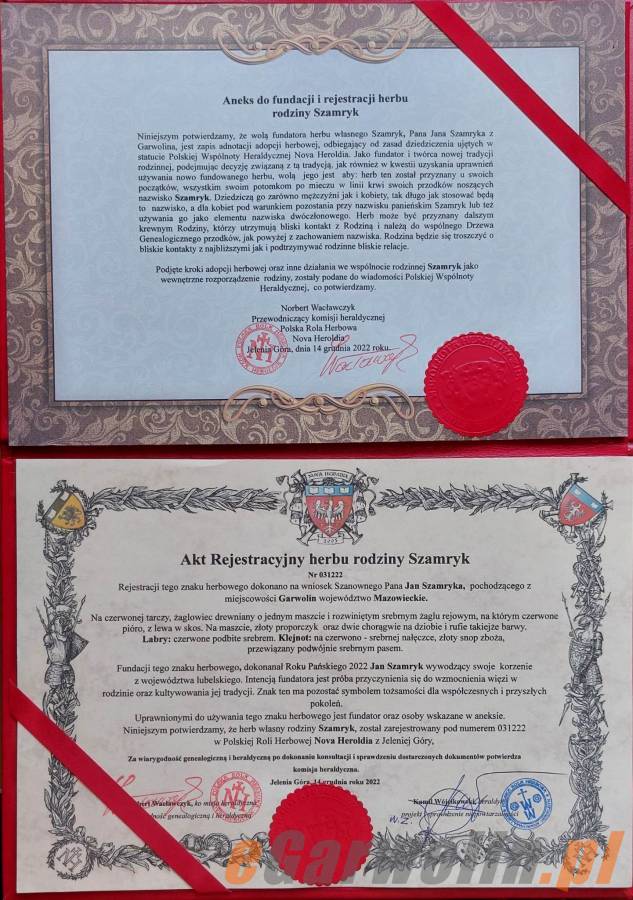 Aneks do fundacji i rejestracji herbu
rodziny Szamryk
Niniejszym potwierdzamy, że wolą fundatora herbu własnego Szamryk, Pana Jana Szamryka z
Garwolina, jest zapis adnotacji adopcji herbowej, odbiegający od zasad dziedziczenia ujętych w
statucie Polskiej Wspólnoty Heraldycznej Nova Heroldia. Jako fundator i twórca nowej tradycji
rodzinnej, podejmując decyzję związaną z tą tradycją, jak również w kwestii uzyskania uprawnień
używania nowo fundowanego herbu, wolą jego jest aby: herb ten został przyznany u swoich
początków, wszystkim swoim potomkom po mieczu w linii krwi swoich przodków noszących
nazwisko Szamryk. Dziedziczą go zarówno mężczyźni jak i kobiety, tak długo jak stosować będą
to nazwisko, a dla kobiet pod warunkiem pozostania przy nazwisku panieńskim Szamryk lub też
używania go jako elementu nazwiska dwóczłonowego. Herb może być przyznany dalszym
krewnym Rodziny, którzy utrzymują bliski kontakt z Rodziną i należą do wspólnego Drzewa
Genealogicznego przodków, jak powyżej z zachowaniem nazwiska. Rodzina będzie się troszczyć o
bliskie kontakty z najbliższymi jak i podtrzymywać rodzinne bliskie relacje.
Podjęte kroki adopcji herbowej oraz inne działania we wspólnocie rodzinnej Szamryk jako
wewnętrzne rozporządzenie rodziny, zostały podane do wiadomości Polskiej Wspólnoty
Heraldycznej, co potwierdzamy.
Norbert Wacławczyk
Przewodniczący komisji heraldycznej
Polska Rola Herbowa
Nova Heroldia
Jelenia Góra, dnia 14 grudnia 2022 roku.
NOVA HEROLDIA
Akt Rejestracyjny herbu rodziny Szamryk
Nr 031222
Rejestracji tego znaku herbowego dokonano na wniosek Szanownego Pana Jan Szamryka, pochodzącego z
miejscowości Garwolin województwo Mazowieckie.
Na czerwonej tarczy, żaglowiec drewniany o jednym maszcie i rozwiniętym srebrnym żaglu rejowym, na którym czerwone
pióro, z lewa w skos. Na maszcie, złoty proporczyk oraz dwie chorągwie na dziobie i rufie takiejże barwy.
Labry: czerwone podbite srebrem. Klejnot: na czerwono - srebrnej nałęczce, złoty snop zboża,
przewiązany podwójnie srebrnym pasem.
Fundacji tego znaku herbowego, dokonanał Roku Pańskiego 2022 Jan Szamryk wywodzący swoje korzenie
z województwa lubelskiego. Intencją fundatora jest próba przyczynienia się do wzmocnienia więzi w
rodzinie oraz kultywowania jej tradycji. Znak ten ma pozostać symbolem tożsamości dla współczesnych i przyszłych
pokoleń.
Uprawnionymi do używania tego znaku herbowego jest fundator oraz osoby wskazane w aneksie.
Niniejszym potwierdzamy, że herb własny rodziny Szamryk, został zarejestrowany pod numerem 031222
w Polskiej Roli Herbowej Nova Heroldia z Jeleniej Góry,
Za wiarygodność genealogiczną i heraldyczną po dokonaniu konsultacji i sprawdzeniu dostarczonych dokumentów potwierdza
komisja heraldyczna.
Jelenia Góra, 14 grudnia roku 2022
Wacławczyk, komisja heraldyczna
Kamil Wójcikowski, heraldyk
genealogiczną i heraldyczną
projekt
eGarwolin.pl